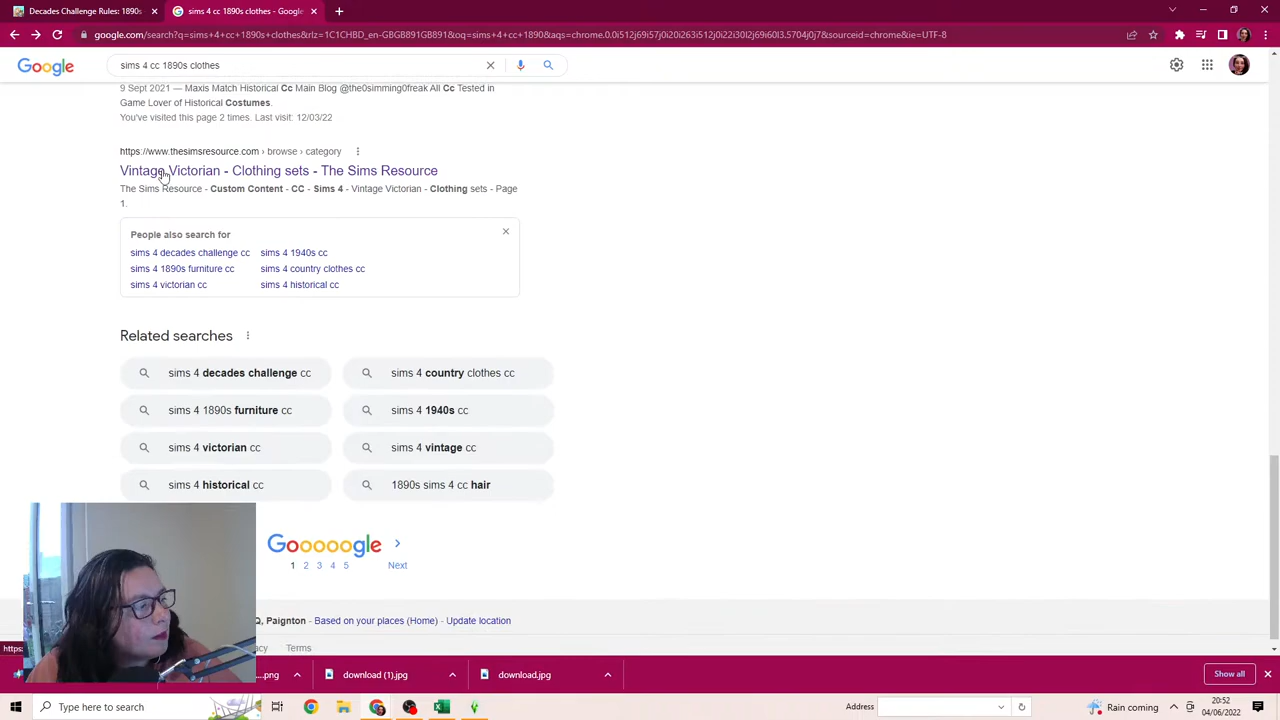 Decades Challenge Rules: 1890s
sims 4 cc 1890s clothes - Google
google.com/search?q=sims+4+cc+1890s+clothes&rlz=1C1CHBD_en-GBGB891GB891&oq=sims+4+cc+1890&aqs=chrome.0.0i512j69i57j0i20i263i512j0i22i30l2j69i60l3.5704j0j7&sourceid=chrome&ie=UTF-8
Google
sims 4 cc 1890s clothes
9 Sept 2021 — Maxis Match Historical Cc Main Blog @the0simming0freak All Cc Tested in
Game Lover of Historical Costumes.
You've visited this page 2 times. Last visit: 12/03/22
https://www.thesimsresource.com › browse › category
Vintage Victorian - Clothing sets - The Sims Resource
The Sims Resource - Custom Content - CC - Sims 4 - Vintage Victorian - Clothing sets - Page
1.
People also search for
sims 4 decades challenge cc
sims 4 1940s cc
sims 4 1890s furniture cc
sims 4 country clothes cc
sims 4 victorian cc
sims 4 historical cc
Related searches
sims 4 decades challenge cc
sims 4 country clothes cc
sims 4 1890s furniture cc
sims 4 1940s cc
sims 4 victorian cc
sims 4 vintage cc
sims 4 historical cc
1890s sims 4 cc hair
Gooooogle
1 2 3 4 5 Next
Q, Paignton - Based on your places (Home) - Update location
acy Terms
https:
....png
download (1).jpg
download.jpg
Show all
Type here to search
Address
Rain coming
20:52
04/06/2022